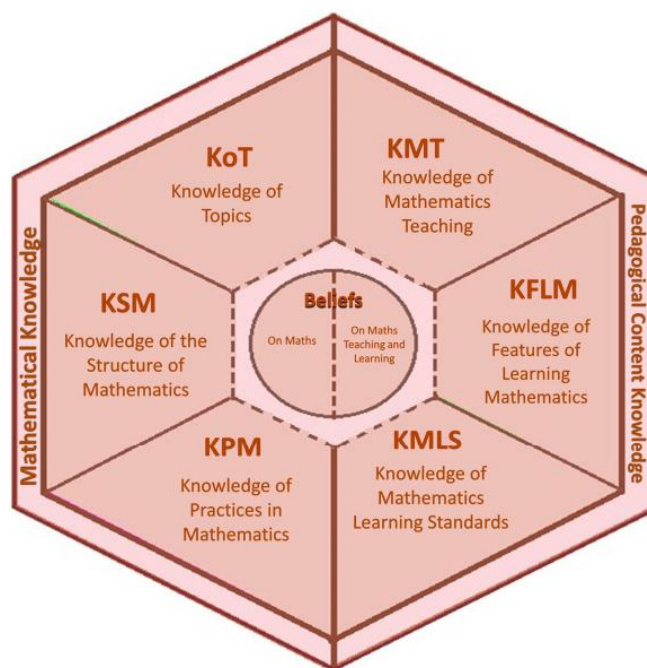 KoT
Knowledge of
Topics
KMT
Knowledge of
Mathematics
Teaching
Mathematical Knowledge
KSM
Knowledge of the
Structure of
Mathematics
Beliefs
On Maths
On Maths
Teaching and
Learning
KFLM
Knowledge of
Features of
Learning
Mathematics
Pedagogical Content Knowledge
KPM
Knowledge of
Practices in
Mathematics
KMLS
Knowledge of
Mathematics
Learning Standards